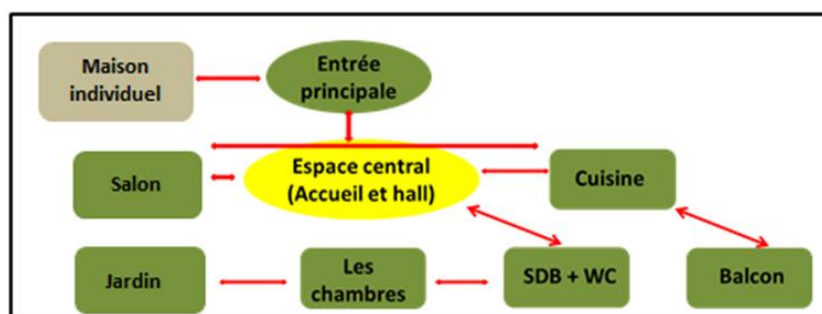 Maison
individuel
Entrée
principale
Salon
Espace central
(Accueil et hall)
Cuisine
Jardin
Les
chambres
SDB + WC
Balcon